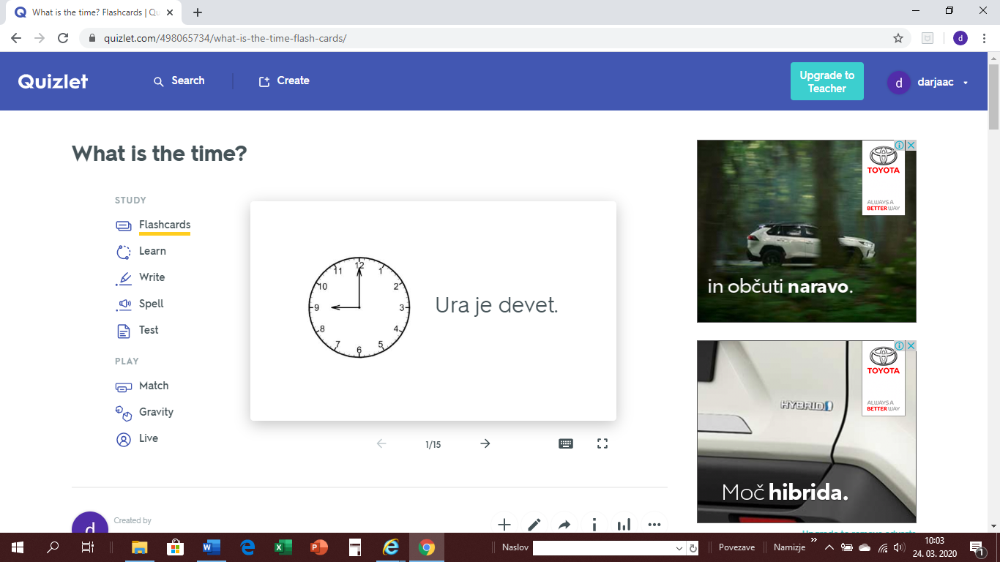 What is the time? Flashcards | Qu
quizlet.com/498065734/what-is-the-time-flash-cards/
d
Quizlet
Search
Create
Upgrade to
Teacher
d
darjaac
What is the time?
STUDY
Flashcards
Learn
Write
Spell
Test
PLAY
Match
Gravity
Live
12
1
2
3
4
5
6
7
8
9
10
11
Ura je devet.
1/15
TOYOTA
ALWAYS A
BETTER WAY
in občuti naravo.
TOYOTA
ALWAYS A
BETTER WAY
HYBRID
Moč hibrida.
d
Created by
Naslov
Povezave
Namizje
10:03
24. 03. 2020
1